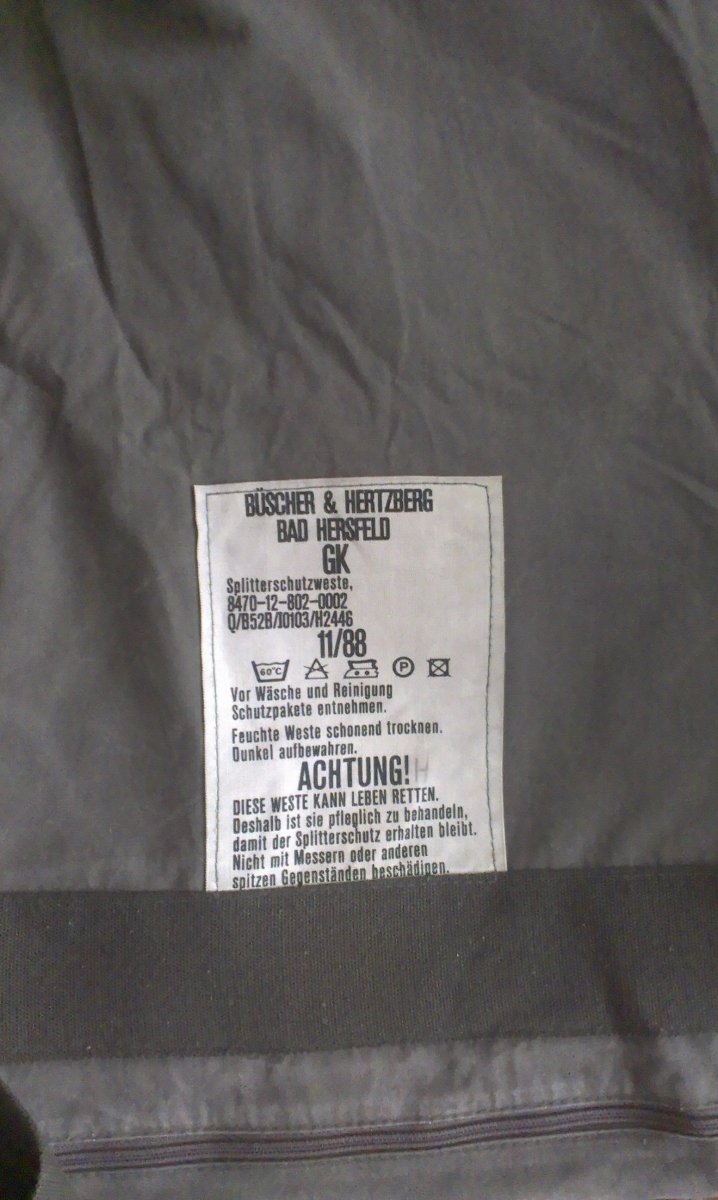 BÜSCHER & HERTZBERG
BAD HERSFELD
GK
Splitterschutzweste,
8470-12-802-0002
Q/B52B/I0103/H2446
11/88
60°C P
Vor Wäsche und Reinigung
Schutzpakete entnehmen.
Feuchte Weste schonend trocknen.
Dunkel aufbewahren.
ACHTUNG! H
DIESE WESTE KANN LEBEN RETTEN.
Deshalb ist sie pfleglich zu behandeln,
damit der Splitterschutz erhalten bleibt.
Nicht mit Messern oder anderen
spitzen Gegenständen beschädigen.